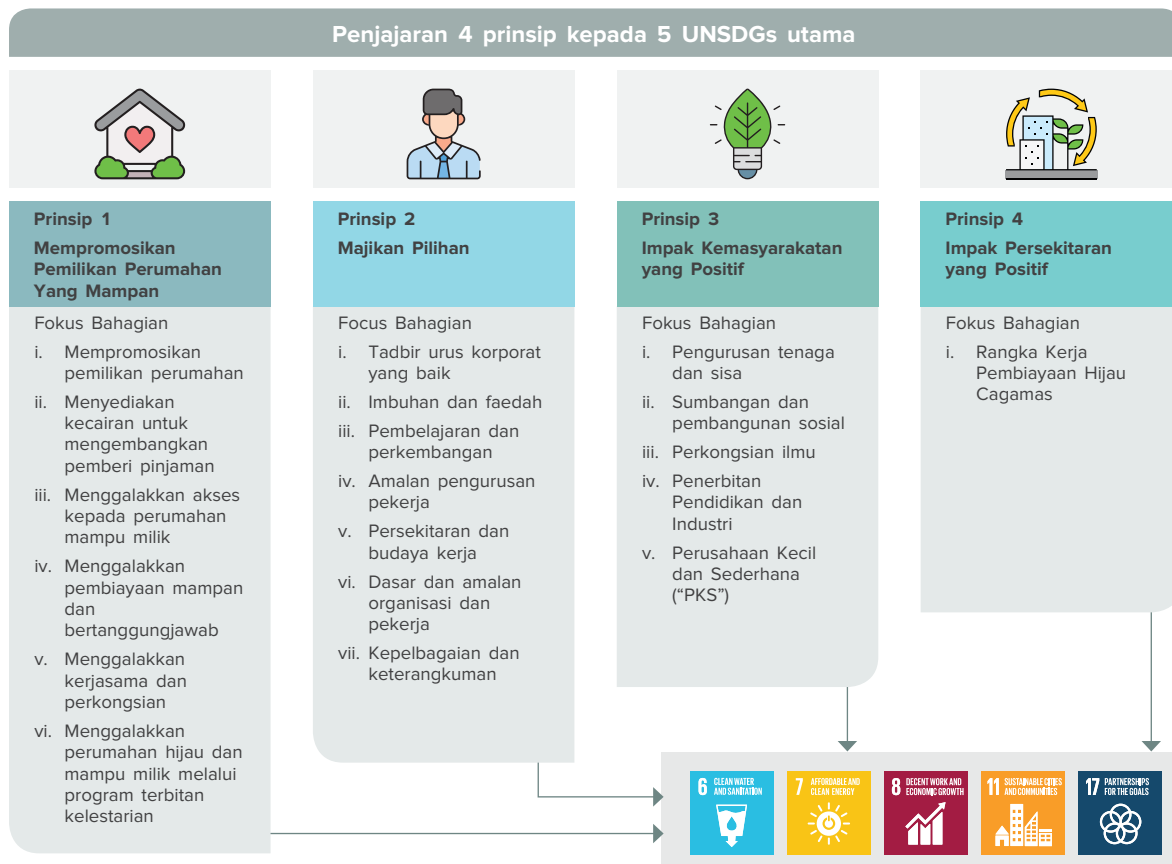 Penjajaran 4 prinsip kepada 5 UNSDGs utama
Prinsip 1
Mempromosikan
Pemilikan Perumahan
Yang Mampan
Fokus Bahagian
i. Mempromosikan
pemilikan perumahan
ii. Menyediakan
kecairan untuk
mengembangkan
pemberi pinjaman
iii. Menggalakkan akses
kepada perumahan
mampu milik
iv. Menggalakkan
pembiayaan mampan
dan
bertanggungjawab
v. Menggalakkan
kerjasama dan
perkongsian
vi. Menggalakkan
perumahan hijau dan
mampu milik melalui
program terbitan
kelestarian
Prinsip 2
Majikan Pilihan
Focus Bahagian
i. Tadbir urus korporat
yang baik
ii. Imbuhan dan faedah
iii. Pembelajaran dan
perkembangan
iv. Amalan pengurusan
pekerja
v. Persekitaran dan
budaya kerja
vi. Dasar dan amalan
organisasi dan
pekerja
vii. Kepelbagaian dan
keterangkuman
Prinsip 3
Impak Kemasyarakatan
yang Positif
Fokus Bahagian
i. Pengurusan tenaga
dan sisa
ii. Sumbangan dan
pembangunan sosial
iii. Perkongsian ilmu
iv. Penerbitan
Pendidikan dan
Industri
v. Perusahaan Kecil
dan Sederhana
(“PKS”)
Prinsip 4
Impak Persekitaran
yang Positif
Fokus Bahagian
i. Rangka Kerja
Pembiayaan Hijau
Cagamas
6 CLEAN WATER
AND SANITATION
7 AFFORDABLE AND
CLEAN ENERGY
8 DECENT WORK AND
ECONOMIC GROWTH
11 SUSTAINABLE CITIES
AND COMMUNITIES
17 PARTNERSHIPS
FOR THE GOALS